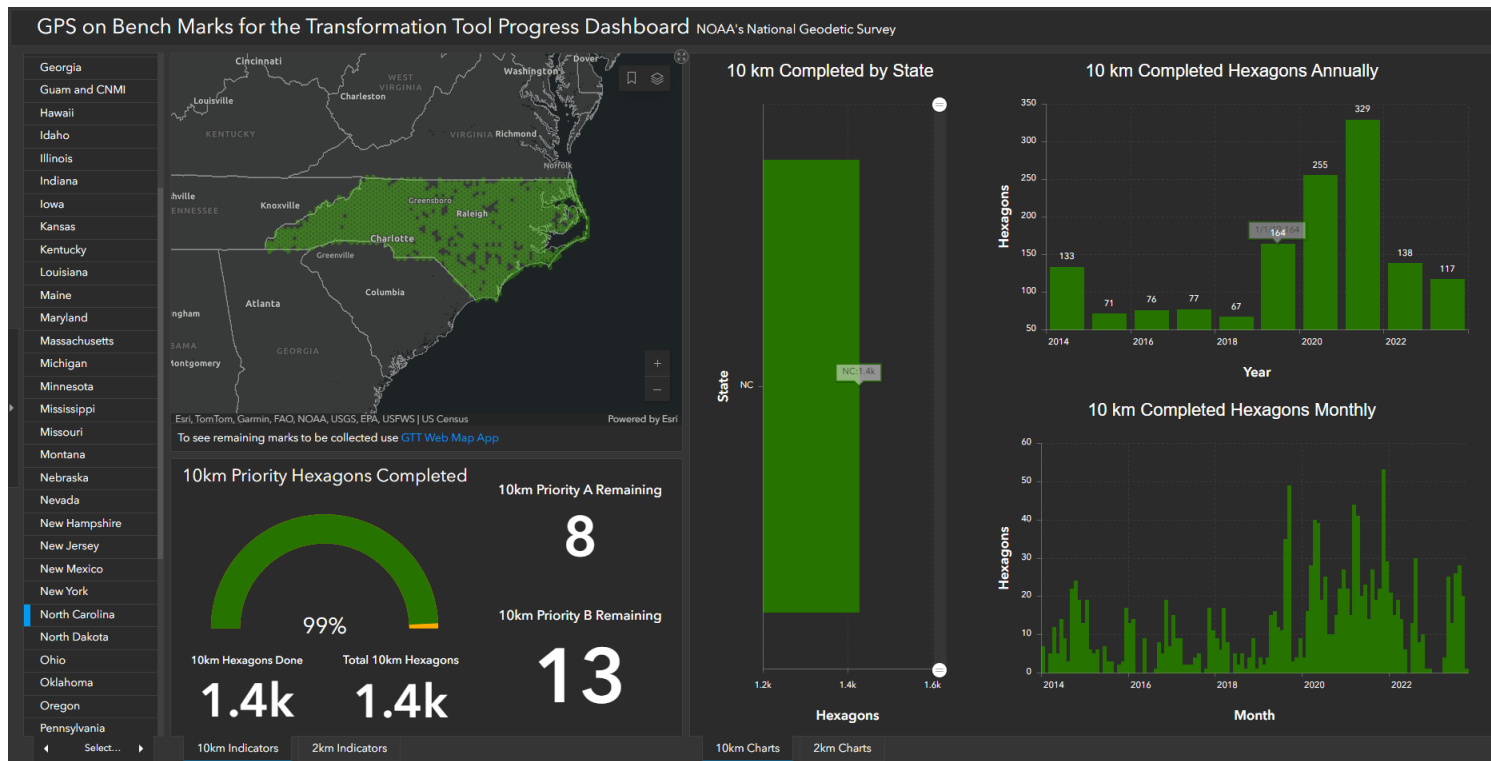 GPS on Bench Marks for the Transformation Tool Progress Dashboard NOAA's National Geodetic Survey
Georgia
Guam and CNMI
Hawaii
Idaho
Illinois
Indiana
Iowa
Kansas
Kentucky
Louisiana
Maine
Maryland
Massachusetts
Michigan
Minnesota
Mississippi
Missouri
Montana
Nebraska
Nevada
New Hampshire
New Jersey
New Mexico
New York
North Carolina
North Dakota
Ohio
Oklahoma
Oregon
Pennsylvania
Select...
Cincinnati
Dover
Washington
WEST
VIRGINIA
Charleston
Louisville
KENTUCKY
VIRGINIA Richmond
Norfolk
hville
ENNESSEE
Knoxville
Greensboro
Raleigh
Charlotte
Greenville
Columbia
Atlanta
ngham
BAMA
GEORGIA
Montgomery
+
−
Esri, TomTom, Garmin, FAO, NOAA, USGS, EPA, USFWS | US Census
Powered by Esri
To see remaining marks to be collected use GTT Web Map App
10km Priority Hexagons Completed
99%
10km Hexagons Done
1.4k
Total 10km Hexagons
1.4k
10km Priority A Remaining
8
10km Priority B Remaining
13
10km Indicators
2km Indicators
10 km Completed by State
State
NC
NC:1.4k
1.2k
1.4k
1.6k
Hexagons
10km Charts
2km Charts
10 km Completed Hexagons Annually
Hexagons
350
300
250
200
150
100
50
133
71
76
77
67
164
255
329
138
117
2014
2016
2018
2020
2022
Year
10 km Completed Hexagons Monthly
Hexagons
60
50
40
30
20
10
0
2014
2016
2018
2020
2022
Month